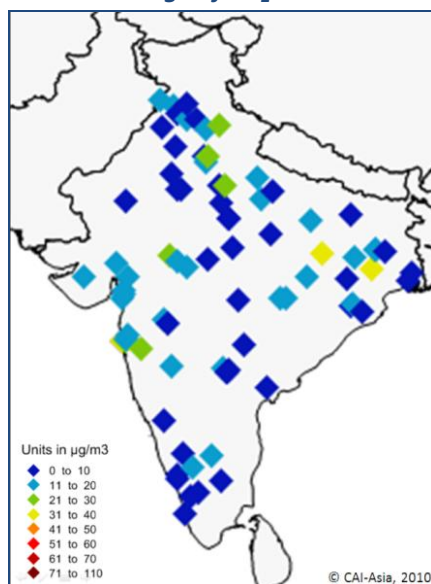 Units in µg/m3
0 to 10
11 to 20
21 to 30
31 to 40
41 to 50
51 to 60
61 to 70
71 to 110
© CAI-Asia, 2010